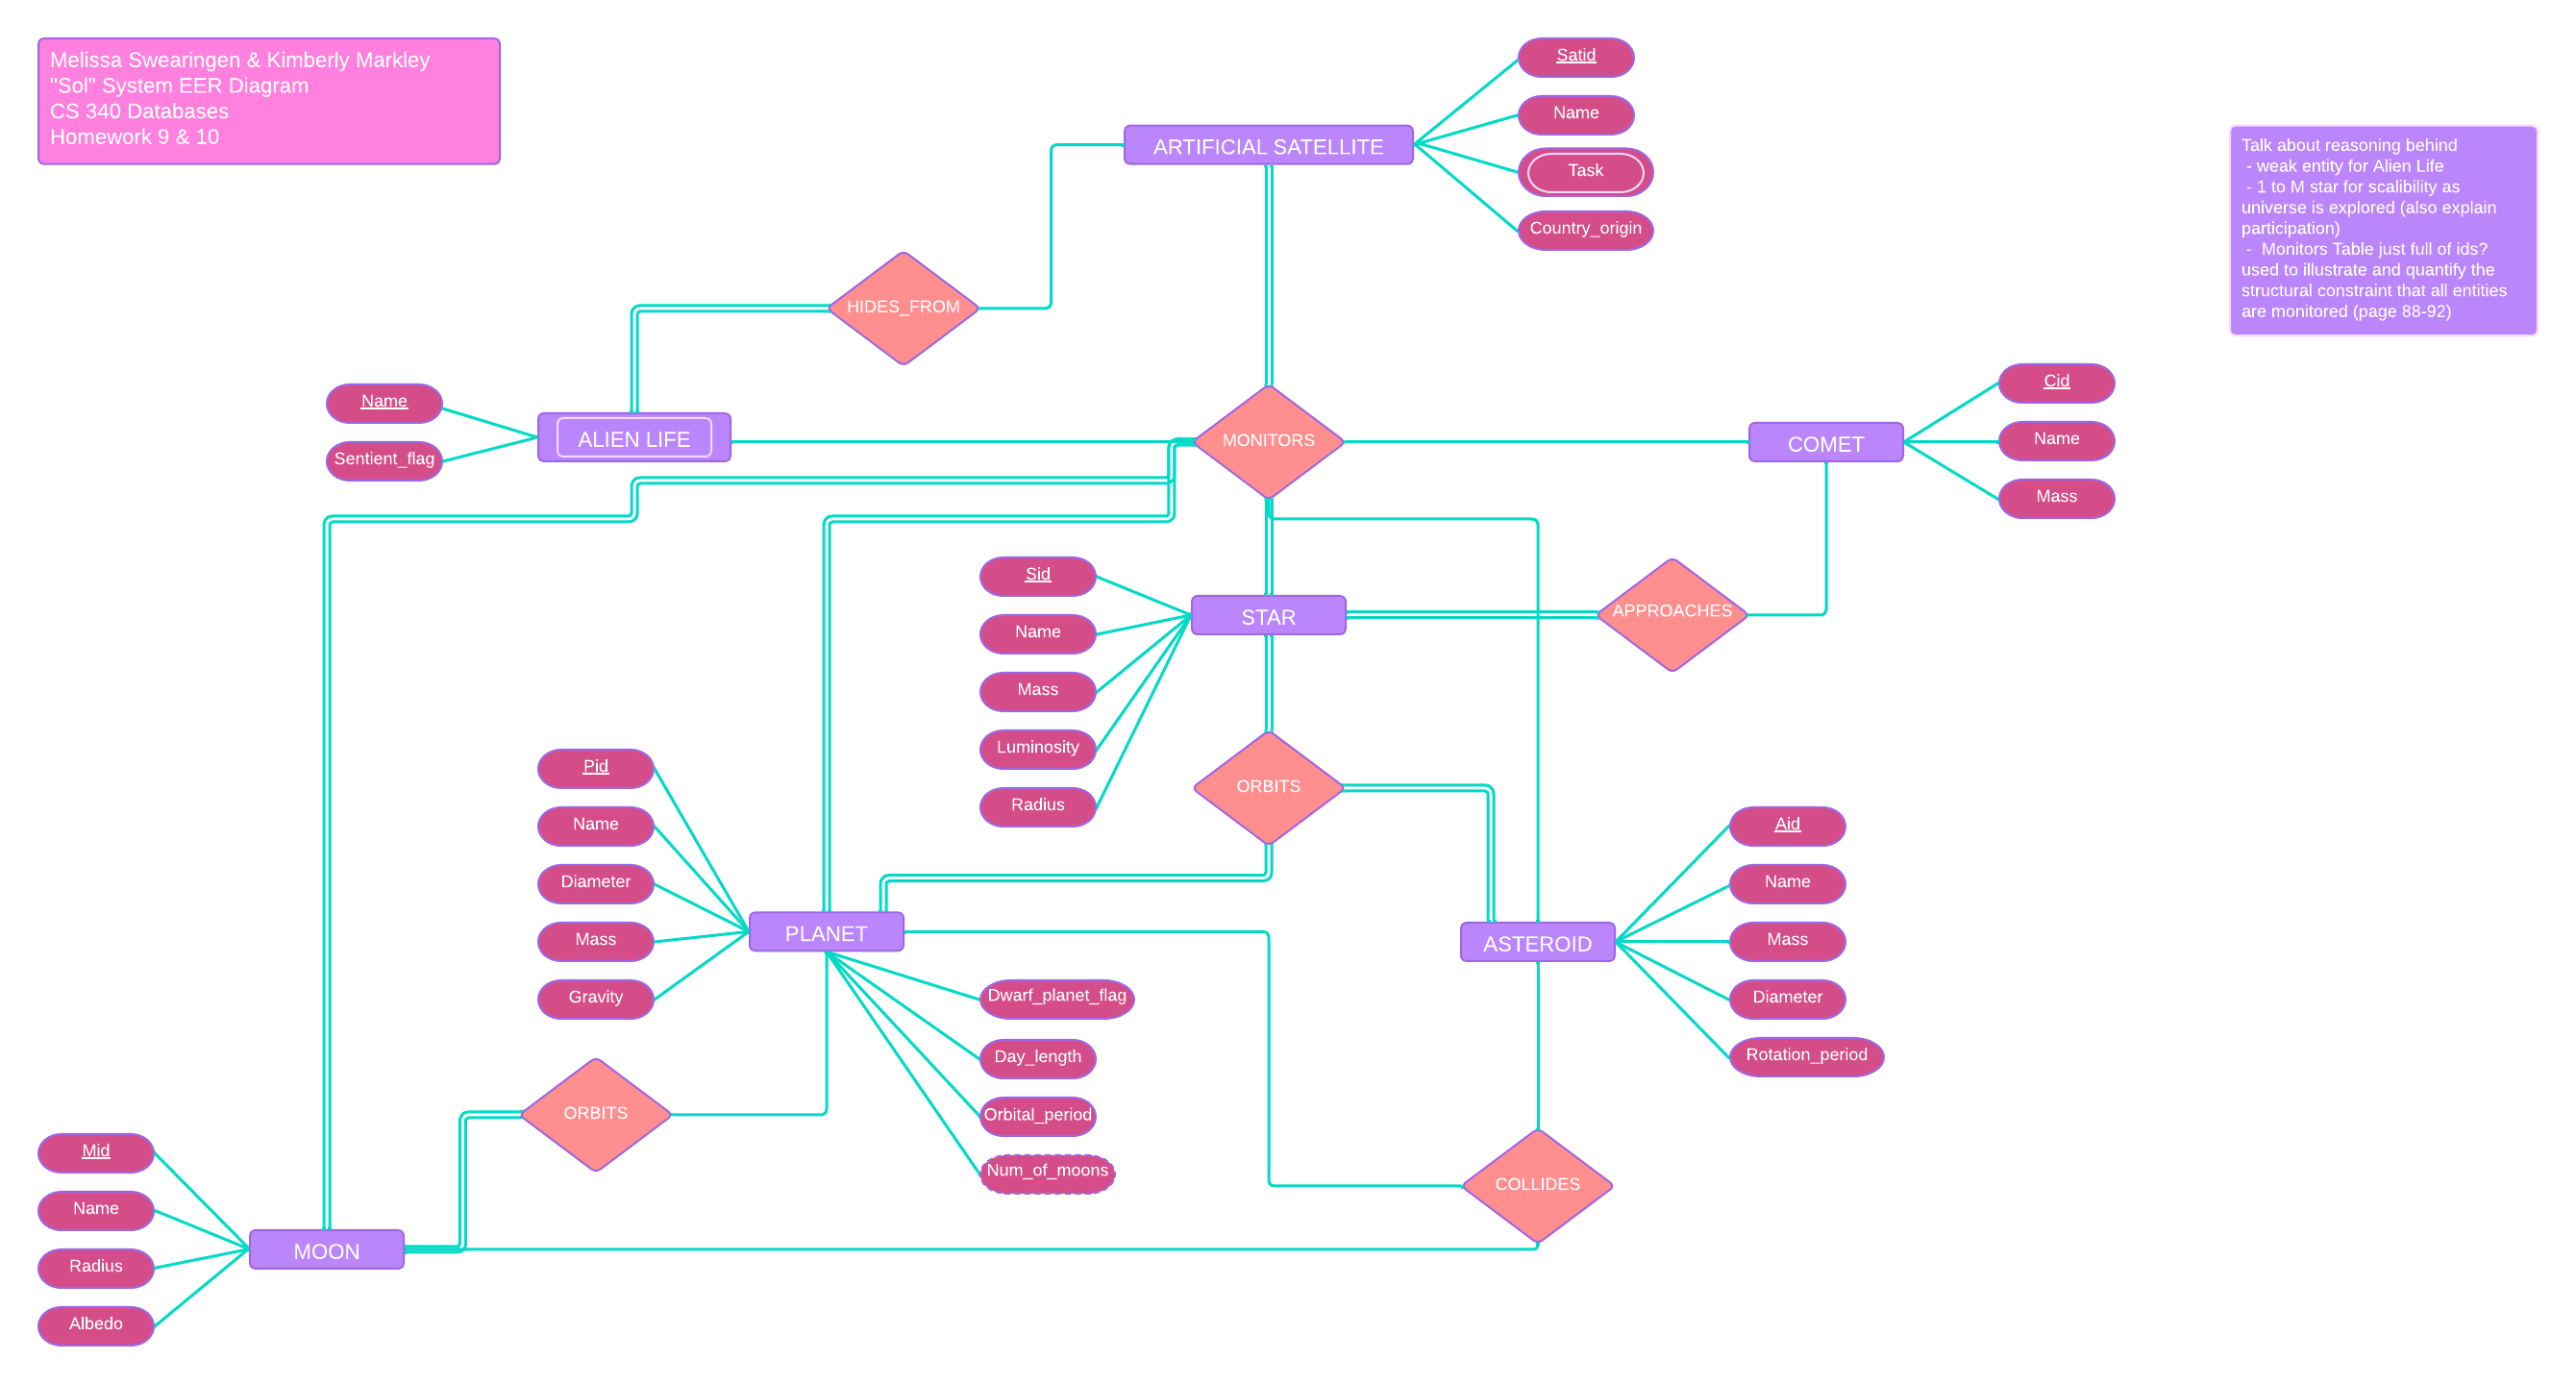 Melissa Swearingen & Kimberly Markley
"Sol" System EER Diagram
CS 340 Databases
Homework 9 & 10
Satid
Name
Task
Country_origin
ARTIFICIAL SATELLITE
Talk about reasoning behind
- weak entity for Alien Life
- 1 to M star for scalibility as
universe is explored (also explain
participation)
- Monitors Table just full of ids?
used to illustrate and quantify the
structural constraint that all entities
are monitored (page 88-92)
HIDES_FROM
Name
Sentient_flag
ALIEN LIFE
MONITORS
COMET
Cid
Name
Mass
Sid
Name
Mass
Luminosity
Radius
STAR
APPROACHES
ORBITS
Pid
Name
Diameter
Mass
Gravity
PLANET
Dwarf_planet_flag
Day_length
Orbital_period
Num_of_moons
ASTEROID
Aid
Name
Mass
Diameter
Rotation_period
ORBITS
COLLIDES
Mid
Name
Radius
Albedo
MOON